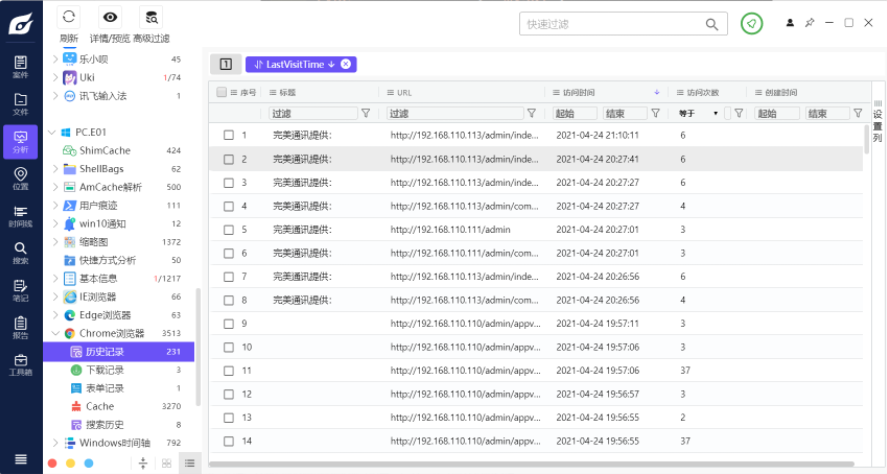 刷新 详情/预览 高级过滤
快速过滤
案件
文件
分析
位置
时间线
搜索
笔记
报告
工具箱
乐小呗 45
Uki 1/74
讯飞输入法 1
PC.E01
ShimCache 424
ShellBags 62
AmCache解析 500
用户痕迹 111
win10通知 12
缩略图 1372
快捷方式分析 50
基本信息 1/1217
IE浏览器 66
Edge浏览器 63
Chrome浏览器 3513
历史记录 231
下载记录 3
表单记录 1
Cache 3270
搜索历史 8
Windows时间轴 792
1 LastVisitTime
序号 标题 URL 访问时间 访问次数 创建时间
过滤 过滤 起始 结束 等于 起始 结束
设置列
1 完美通讯提供： http://192.168.110.113/admin/inde... 2021-04-24 21:10:11 6
2 完美通讯提供： http://192.168.110.113/admin/inde... 2021-04-24 20:27:41 6
3 完美通讯提供： http://192.168.110.113/admin/inde... 2021-04-24 20:27:27 6
4 完美通讯提供： http://192.168.110.113/admin/com... 2021-04-24 20:27:27 4
5 完美通讯提供： http://192.168.110.111/admin 2021-04-24 20:27:01 3
6 完美通讯提供： http://192.168.110.113/admin/com... 2021-04-24 20:27:01 3
7 完美通讯提供： http://192.168.110.113/admin/inde... 2021-04-24 20:26:56 6
8 完美通讯提供： http://192.168.110.113/admin/com... 2021-04-24 20:26:56 4
9 http://192.168.110.110/admin/appv... 2021-04-24 19:57:11 3
10 http://192.168.110.110/admin/appv... 2021-04-24 19:57:06 3
11 http://192.168.110.110/admin/appv... 2021-04-24 19:57:06 37
12 http://192.168.110.110/admin/appv... 2021-04-24 19:56:57 3
13 http://192.168.110.110/admin/appv... 2021-04-24 19:56:55 2
14 http://192.168.110.110/admin/appv... 2021-04-24 19:56:55 37